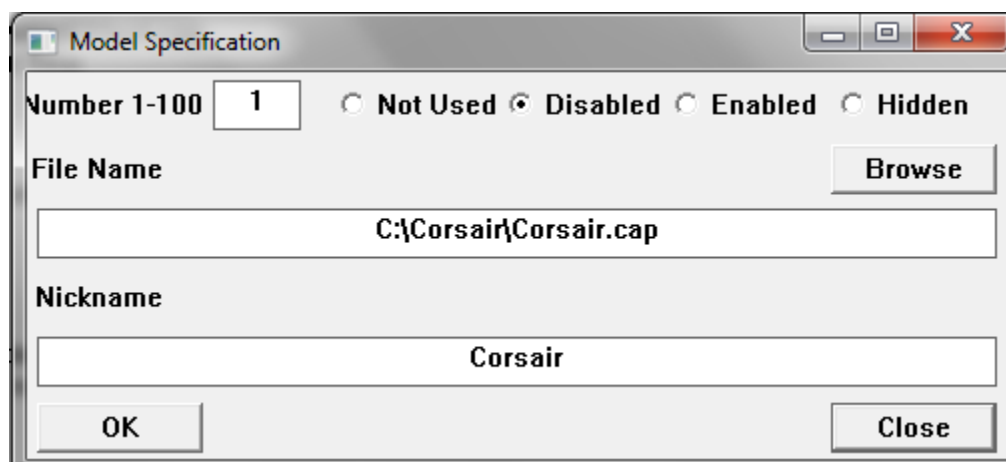 Model Specification
Number 1-100 1 Not Used Disabled Enabled Hidden
File Name Browse
C:\Corsair\Corsair.cap
Nickname
Corsair
OK Close